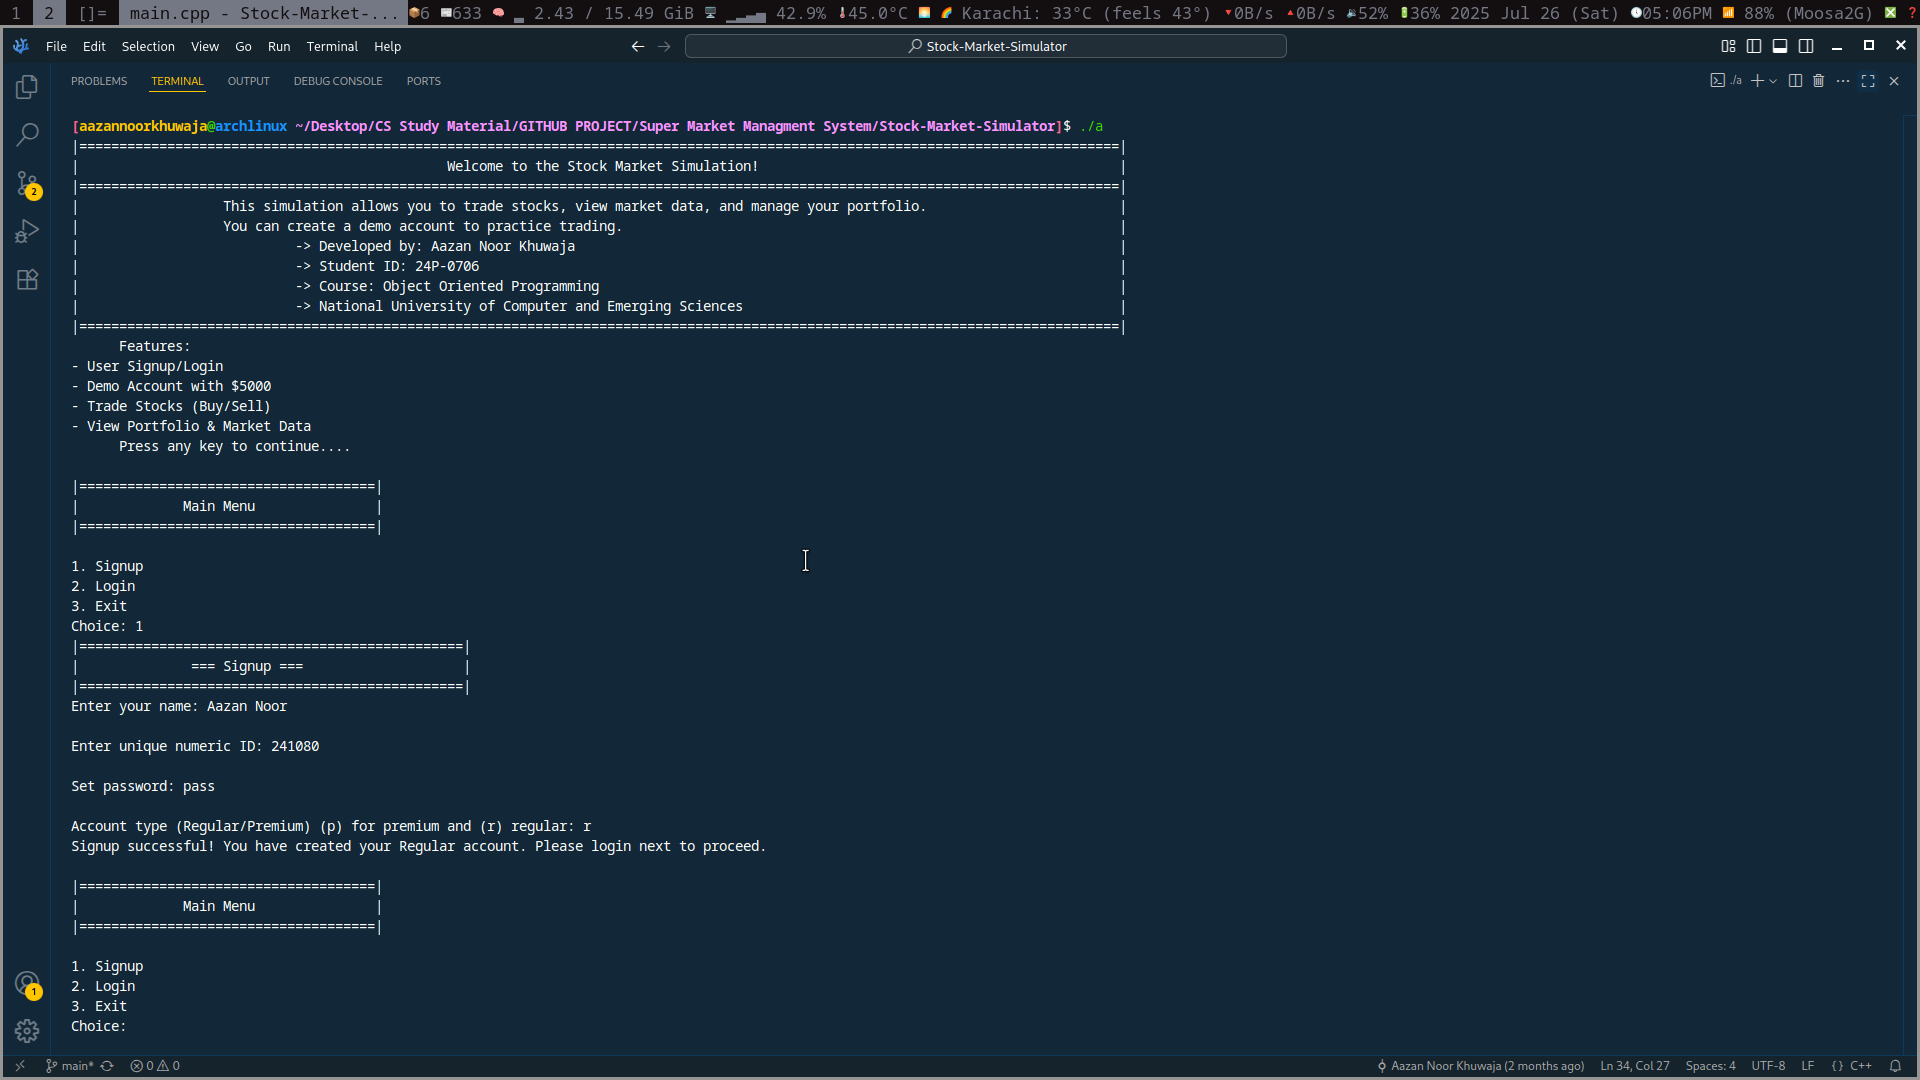 1 2 []= main.cpp - Stock-Market-... 6 633 2.43 / 15.49 GiB 42.9% 45.0°C Karachi: 33°C (feels 43°) 0B/s 0B/s 52% 36% 2025 Jul 26 (Sat) 05:06PM 88% (Moosa2G)
File Edit Selection View Go Run Terminal Help Stock-Market-Simulator
PROBLEMS TERMINAL OUTPUT DEBUG CONSOLE PORTS ./a
[aazannoorkhuwaja@archlinux ~/Desktop/CS Study Material/GITHUB PROJECT/Super Market Managment System/Stock-Market-Simulator]$ ./a
Welcome to the Stock Market Simulation!
This simulation allows you to trade stocks, view market data, and manage your portfolio.
You can create a demo account to practice trading.
-> Developed by: Aazan Noor Khuwaja
-> Student ID: 24P-0706
-> Course: Object Oriented Programming
-> National University of Computer and Emerging Sciences
Features:
- User Signup/Login
- Demo Account with $5000
- Trade Stocks (Buy/Sell)
- View Portfolio & Market Data
Press any key to continue....
Main Menu
1. Signup
2. Login
3. Exit
Choice: 1
=== Signup ===
Enter your name: Aazan Noor
Enter unique numeric ID: 241080
Set password: pass
Account type (Regular/Premium) (p) for premium and (r) regular: r
Signup successful! You have created your Regular account. Please login next to proceed.
Main Menu
1. Signup
2. Login
3. Exit
Choice:
2
1
main* 0 0 Aazan Noor Khuwaja (2 months ago) Ln 34, Col 27 Spaces: 4 UTF-8 LF {} C++